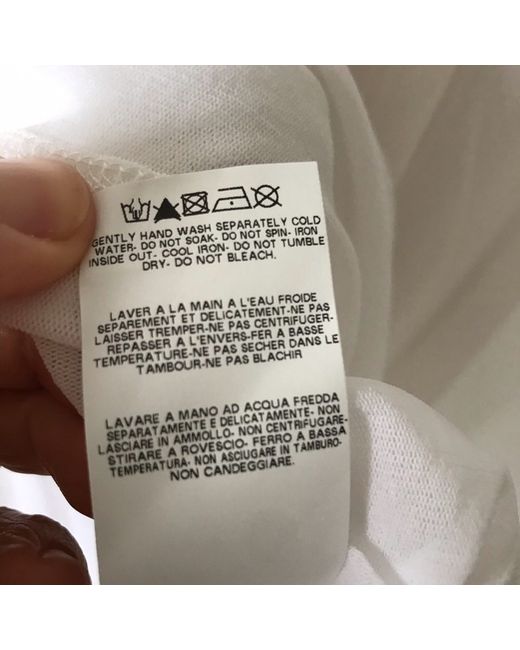 GENTLY HAND WASH SEPARATELY COLD
WATER- DO NOT SOAK- DO NOT SPIN- IRON
INSIDE OUT- COOL IRON- DO NOT TUMBLE
DRY- DO NOT BLEACH.
LAVER A LA MAIN A L'EAU FROIDE
SEPAREMENT ET DELICATEMENT-NE PAS
LAISSER TREMPER-NE PAS CENTRIFUGER-
REPASSER A L'ENVERS-FER A BASSE
TEMPERATURE-NE PAS SECHER DANS LE
TAMBOUR-NE PAS BLACHIR
LAVARE A MANO AD ACQUA FREDDA
SEPARATAMENTE E DELICATAMENTE- NON
LASCIARE IN AMMOLLO- NON CENTRIFUGARE-
STIRARE A ROVESCIO- FERRO A BASSA
TEMPERATURA- NON ASCIUGARE IN TAMBURO-
NON CANDEGGIARE.